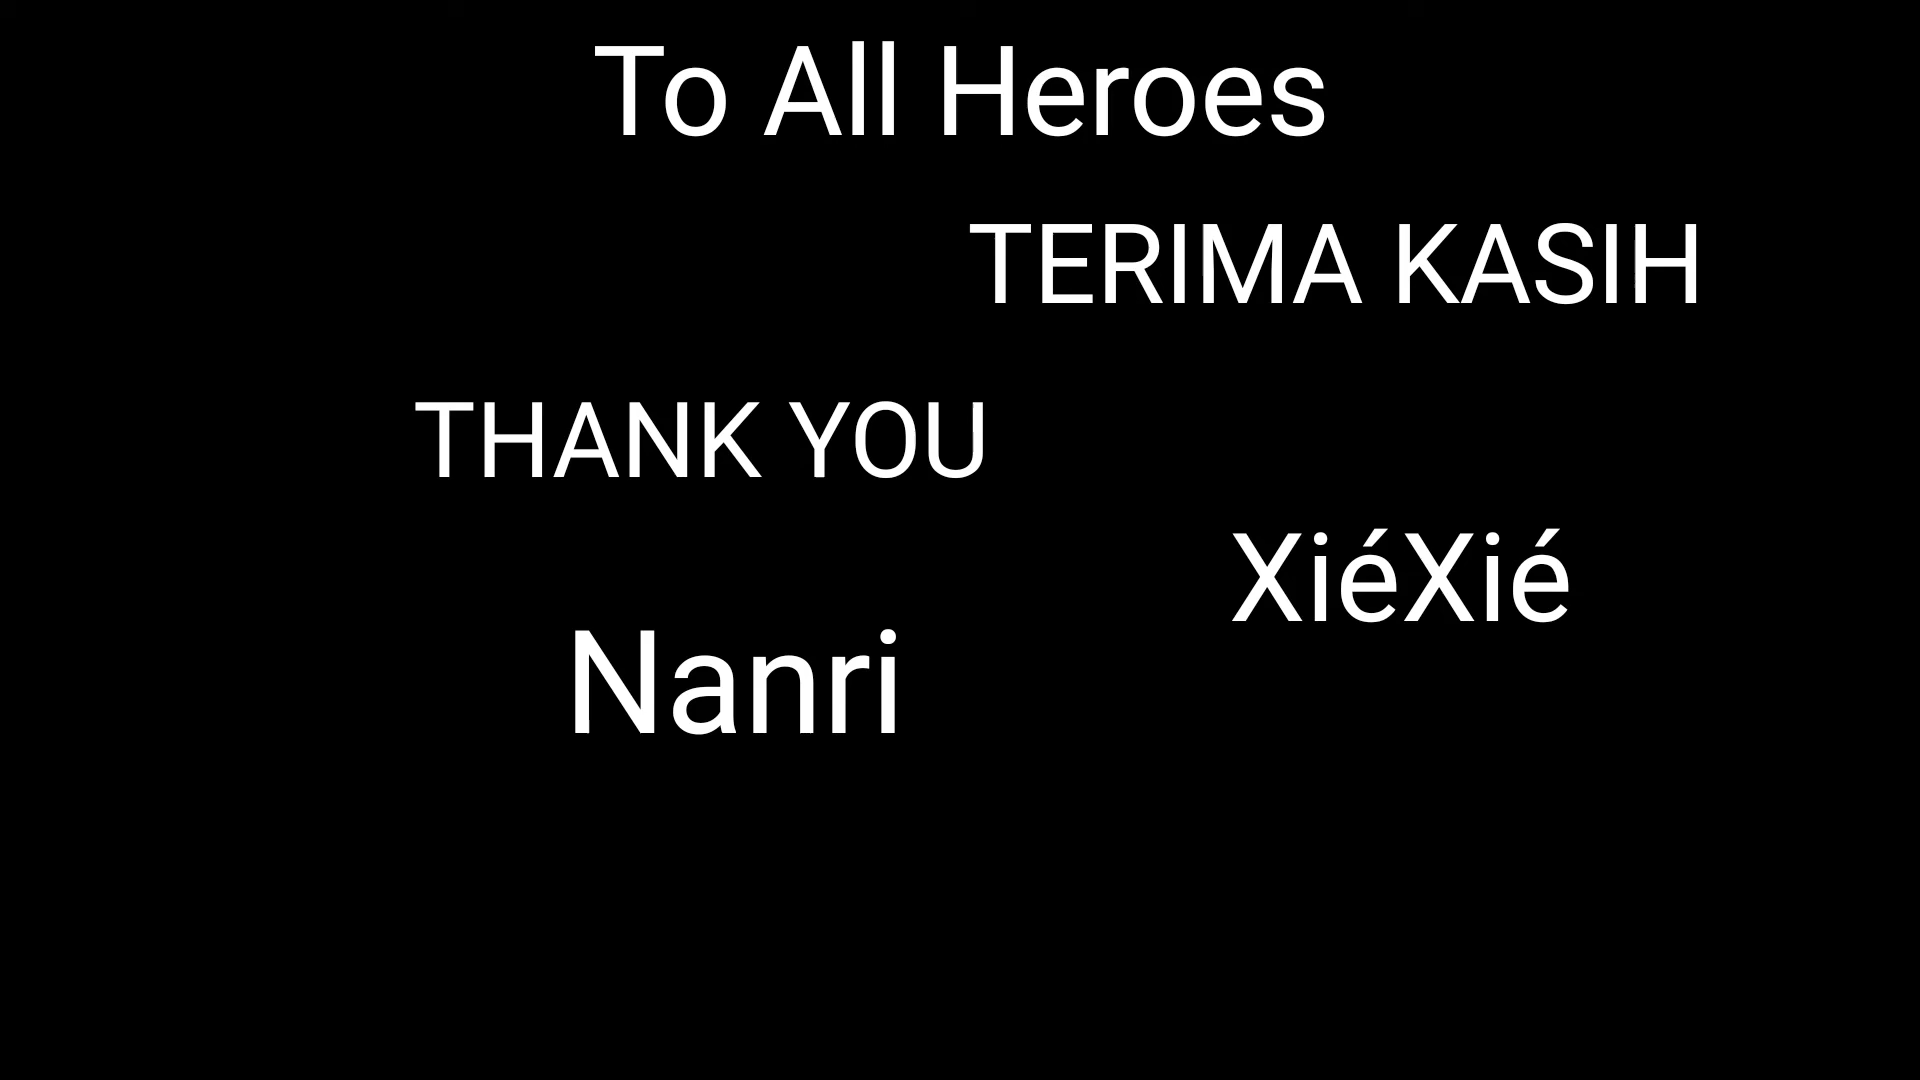 To All Heroes
TERIMA KASIH
THANK YOU
XiéXié
Nanri